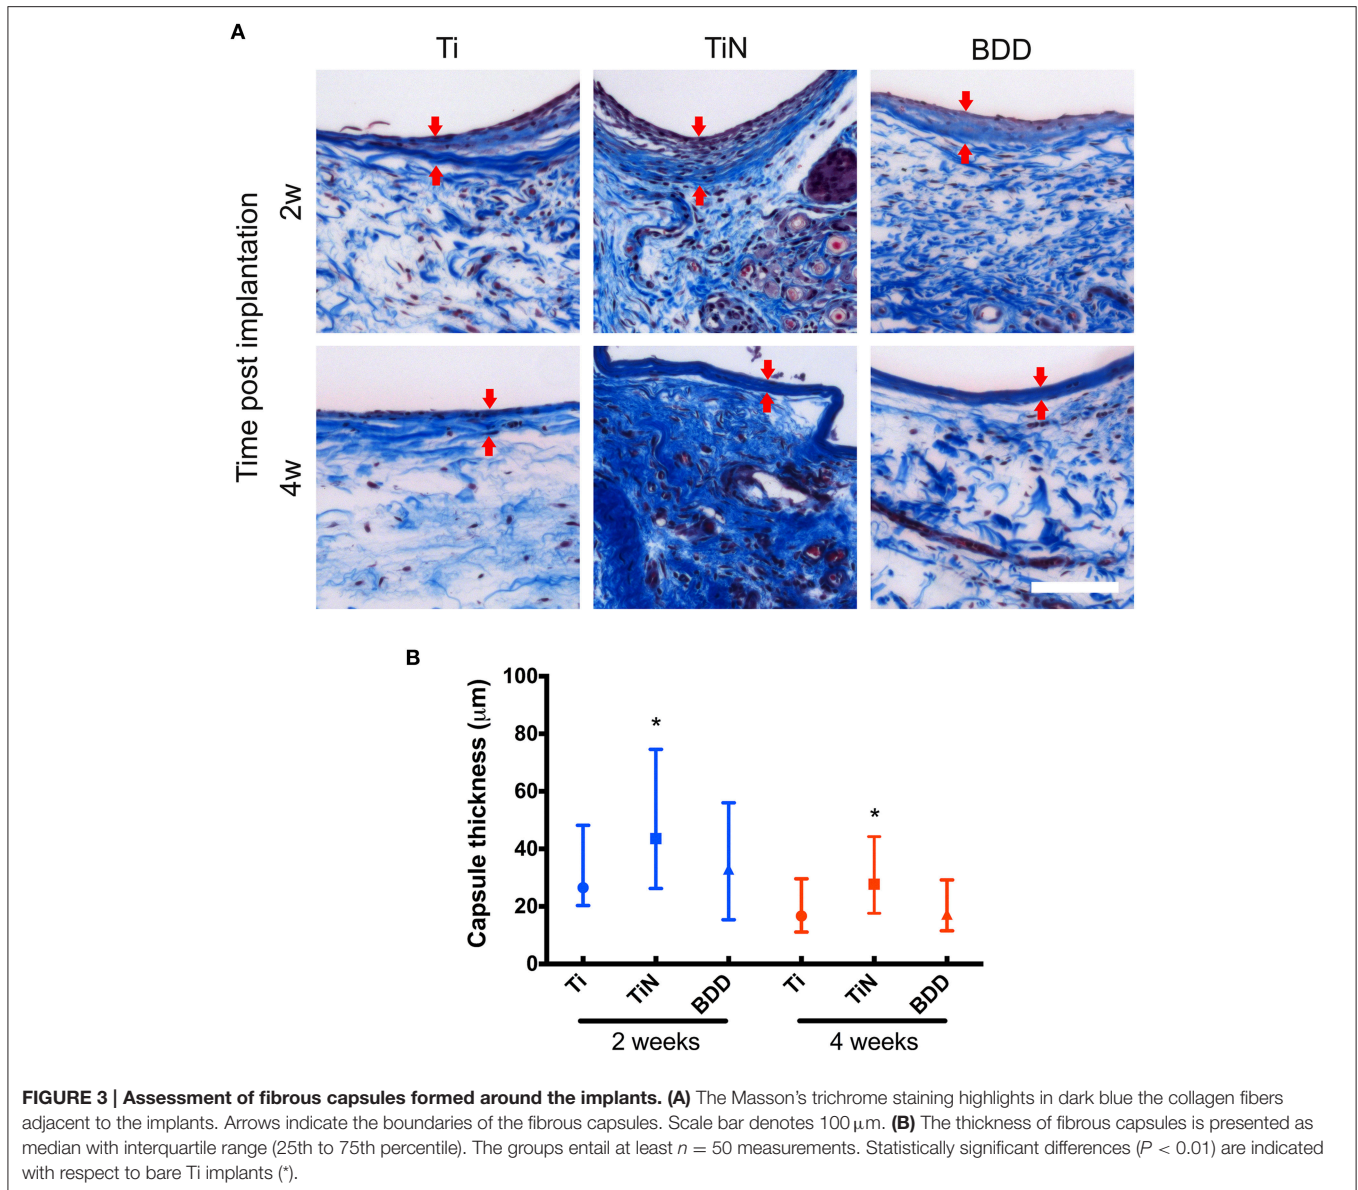 A
Ti
TiN
BDD
Time post implantation
2w
4w
B
Capsule thickness (μm)
100
80
60
40
20
0
*
*
Ti
TiN
BDD
Ti
TiN
BDD
2 weeks
4 weeks
FIGURE 3 | Assessment of fibrous capsules formed around the implants. (A) The Masson's trichrome staining highlights in dark blue the collagen fibers
adjacent to the implants. Arrows indicate the boundaries of the fibrous capsules. Scale bar denotes 100 μm. (B) The thickness of fibrous capsules is presented as
median with interquartile range (25th to 75th percentile). The groups entail at least n = 50 measurements. Statistically significant differences (P < 0.01) are indicated
with respect to bare Ti implants (*).